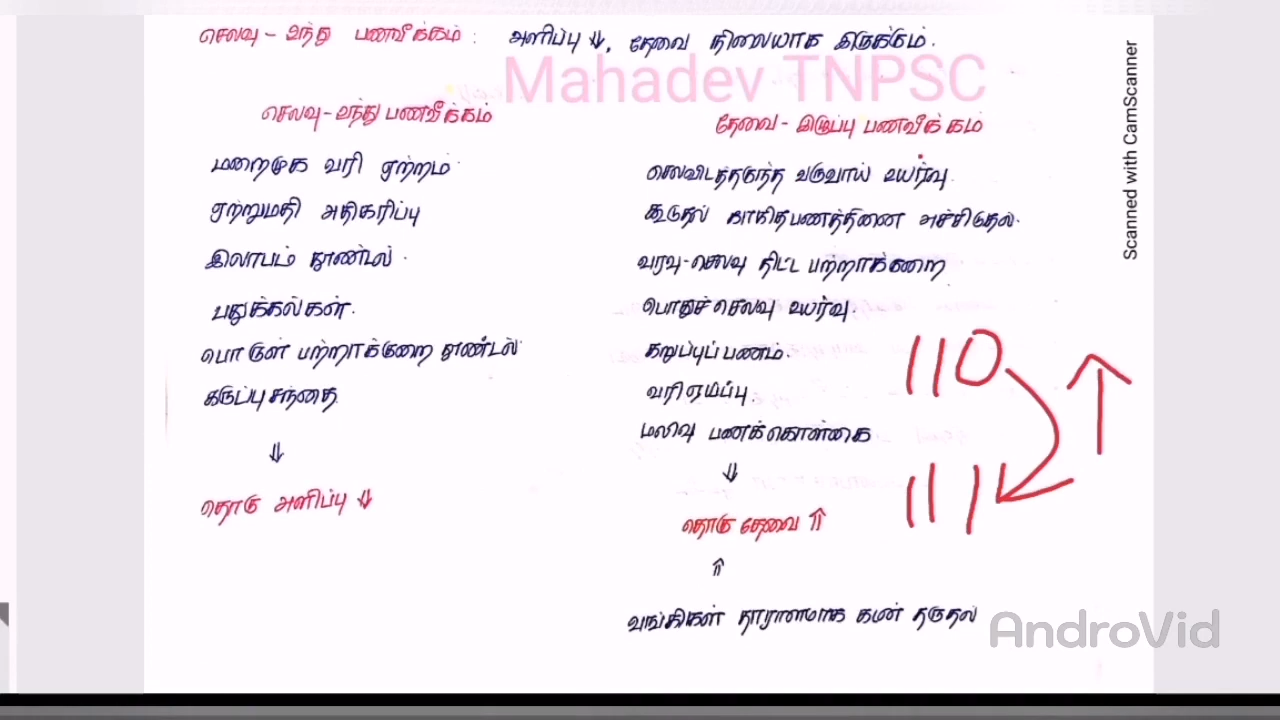 செலவு - உந்து பணவீக்கம் : அளிப்பு ⇓, தேவை நிலையாக இருக்கும்.
Mahadev TNPSC
செலவு - உந்து பணவீக்கம்
மறைமுக வரி ஏற்றம்
ஏற்றுமதி அதிகரிப்பு
இலாபம் தூண்டல்
பதுக்கல்கள்.
பொருள் பற்றாக்குறை தூண்டல்
கருப்பு சந்தை
⇓
தொகு அளிப்பு ⇓
தேவை - இழுப்பு பணவீக்கம்
செலவிடத்தகுந்த வருவாய் உயர்வு.
கூடுதல் காகிதபணத்தினை அச்சிடுதல்.
வரவு - செலவு திட்ட பற்றாக்குறை
பொதுச் செலவு உயர்வு.
கறுப்புப் பணம்.
வரி ஏய்ப்பு.
மலிவு பணக்கொள்கை
⇓
தொகு தேவை ⇑
⇑
வங்கிகள் தாராளமாக கடன் தருதல்
110
111
↑
Scanned with CamScanner
AndroVid